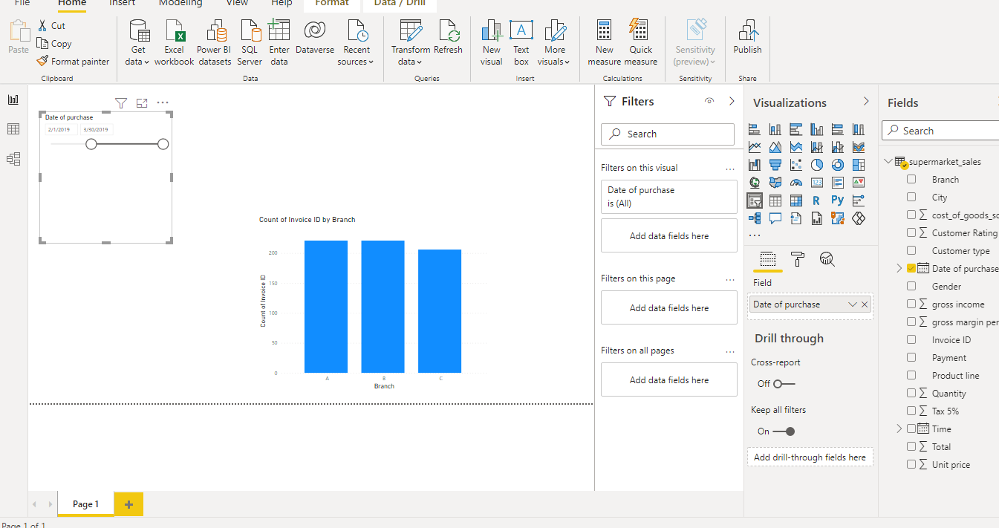 File Home Insert Modeling View Help Format Data / Drill
Paste
Cut
Copy
Format painter
Clipboard
Get data
Excel workbook
Power BI datasets
SQL Server
Enter data
Dataverse
Recent sources
Data
Transform data
Refresh
Queries
New visual
Text box
More visuals
Insert
New measure
Quick measure
Calculations
Sensitivity (preview)
Sensitivity
Publish
Share
Date of purchase
2/1/2019 3/30/2019
Count of Invoice ID by Branch
Count of Invoice ID
200
150
100
50
0
A B C
Branch
Filters
Search
Filters on this visual
...
Date of purchase
is (All)
Add data fields here
Filters on this page
...
Add data fields here
Filters on all pages
...
Add data fields here
Visualizations
123
R
Py
...
Field
Date of purchase
Drill through
Cross-report
Off
Keep all filters
On
Add drill-through fields here
Fields
Search
supermarket_sales
Branch
City
cost_of_goods_so
Customer Rating
Customer type
Date of purchase
Gender
gross income
gross margin per
Invoice ID
Payment
Product line
Quantity
Tax 5%
Time
Total
Unit price
Page 1
Page 1 of 1